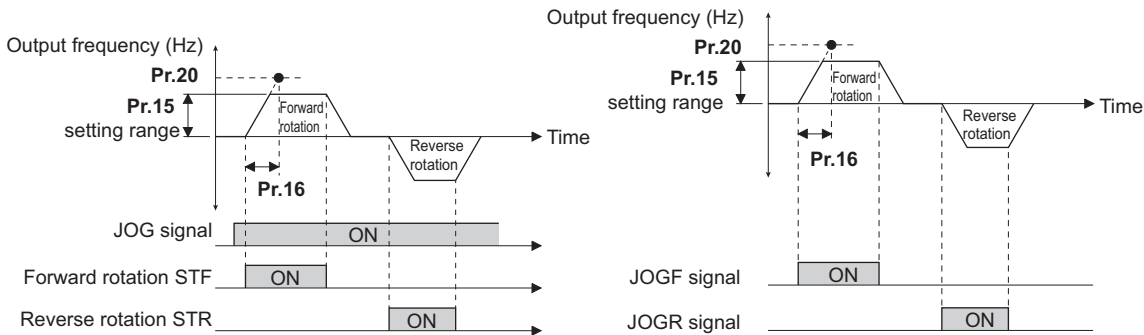 Output frequency (Hz)
Pr.20
Pr.15
setting range
Forward
rotation
Time
Reverse
rotation
Pr.16
JOG signal
ON
Forward rotation STF
ON
Reverse rotation STR
ON
Output frequency (Hz)
Pr.20
Pr.15
setting range
Forward
rotation
Time
Reverse
rotation
Pr.16
JOGF signal
ON
JOGR signal
ON